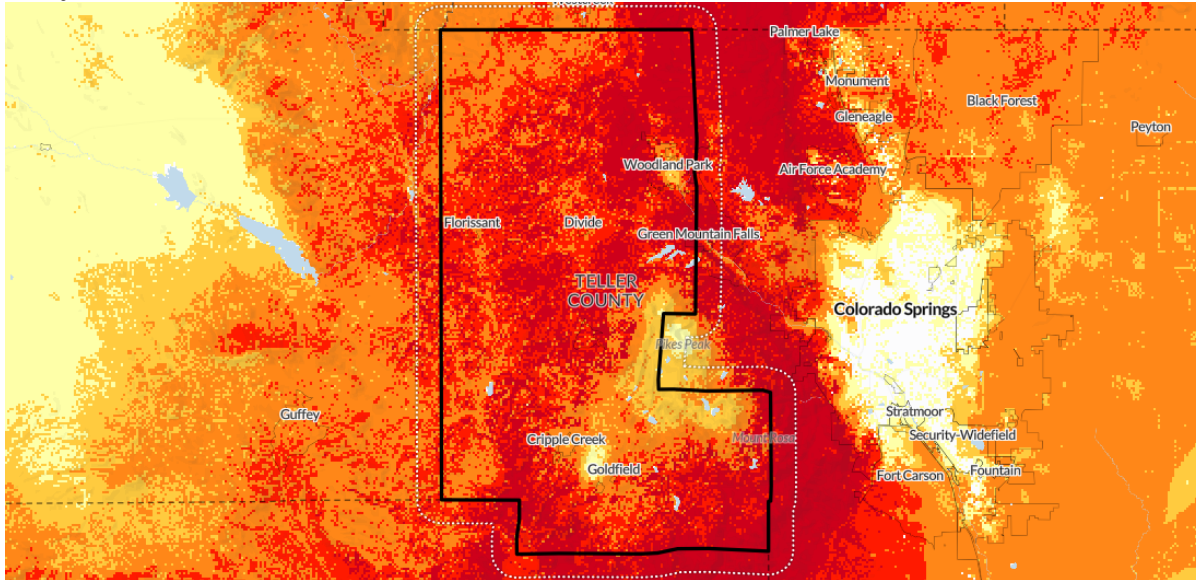 Palmer Lake
Monument
Black Forest
Gleneagle
Peyton
Woodland Park
Air Force Academy
Florissant
Divide
Green Mountain Falls
TELLER
COUNTY
Colorado Springs
Pikes Peak
Guffey
Stratmoor
Cripple Creek
Mount Rosa
Security-Widefield
Goldfield
Fort Carson
Fountain